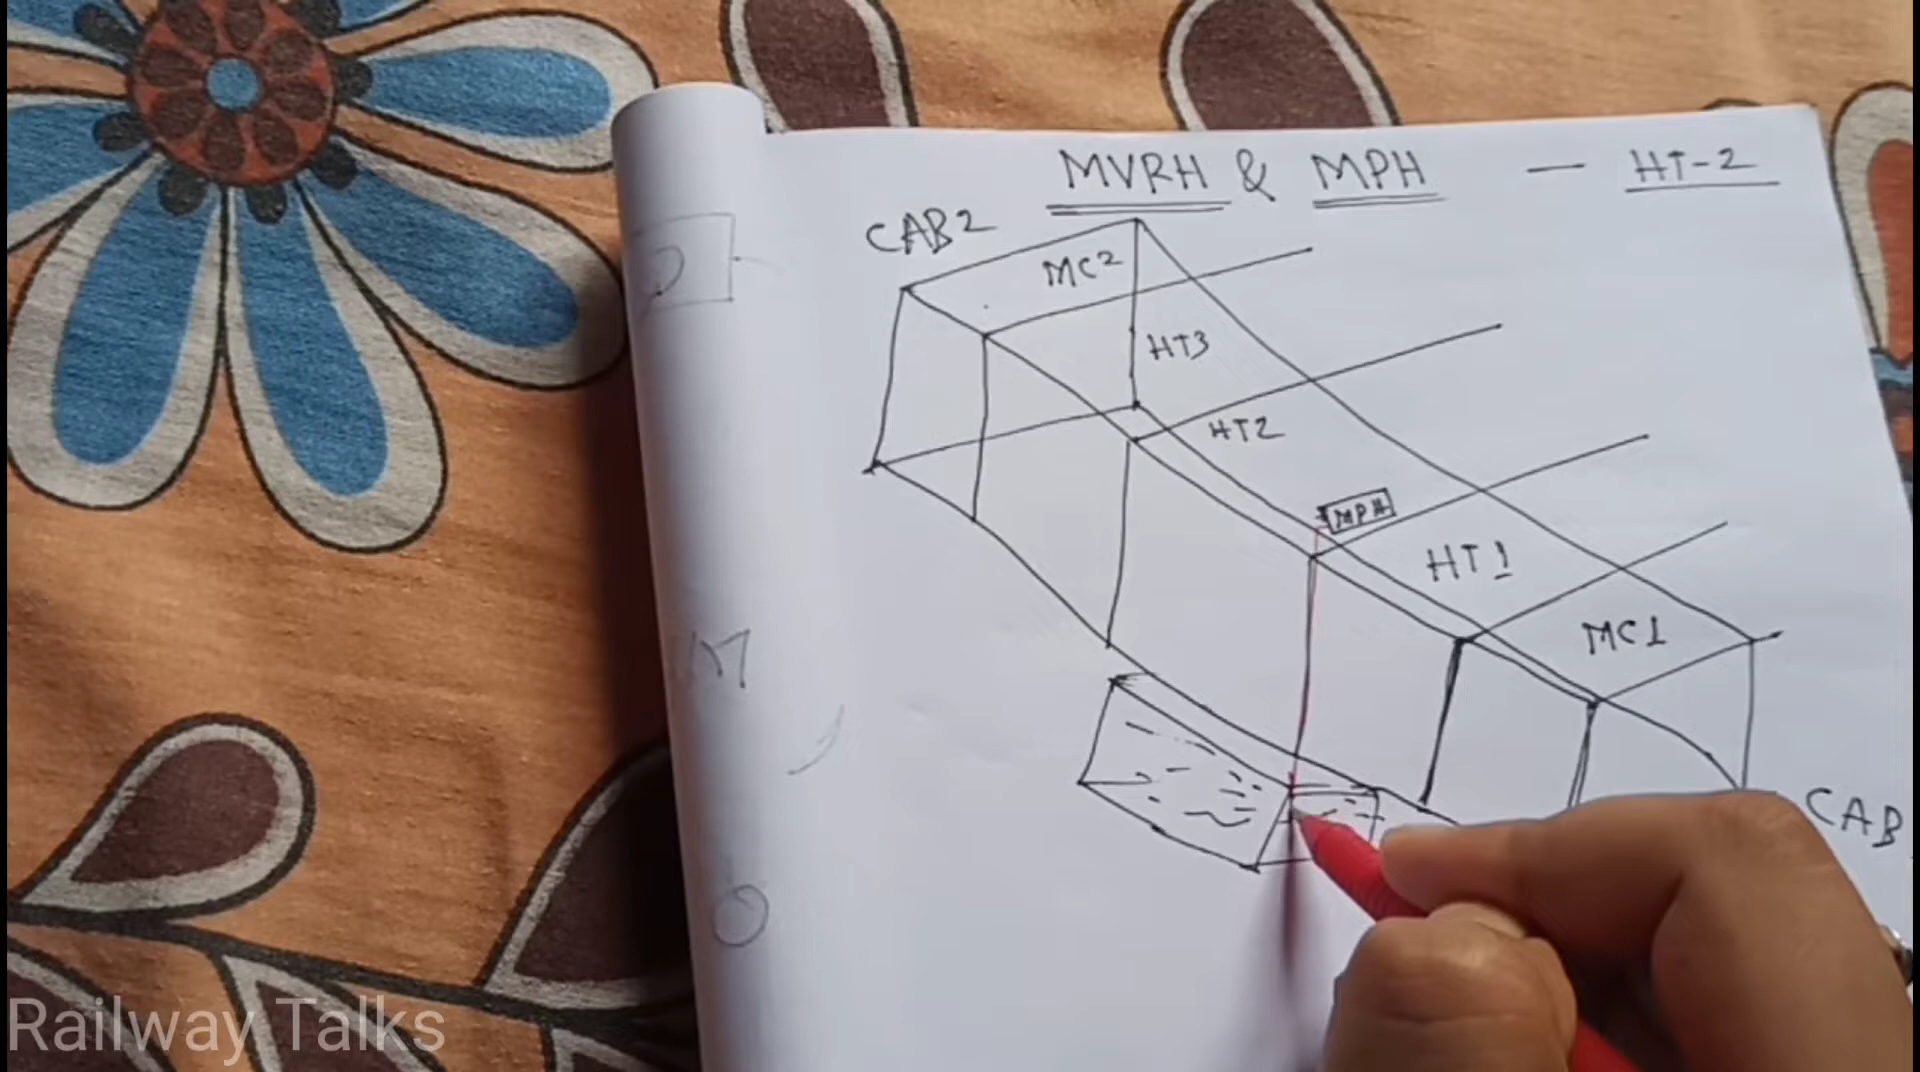 MVRH & MPH — HT-2
CAB2
MC2
HT3
HT2
MPH
HT1
MC1
CAB
M
Railway Talks